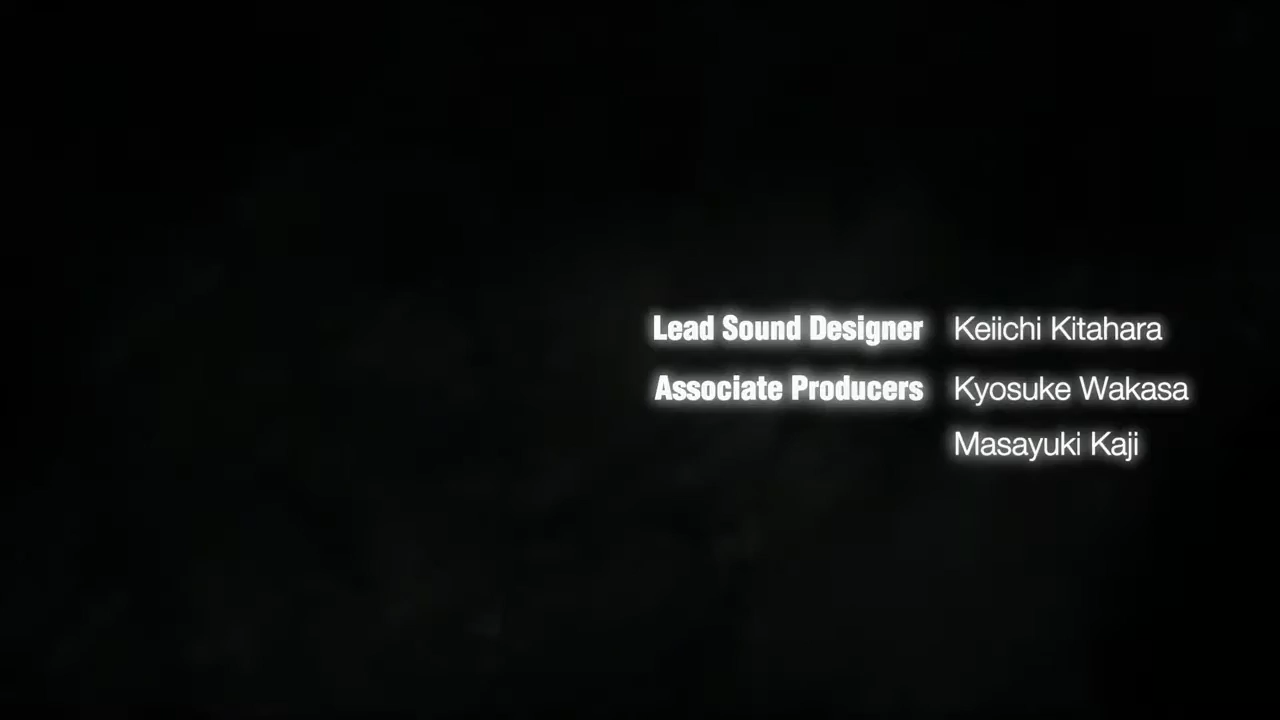 Lead Sound Designer Keiichi Kitahara
Associate Producers Kyosuke Wakasa
Masayuki Kaji